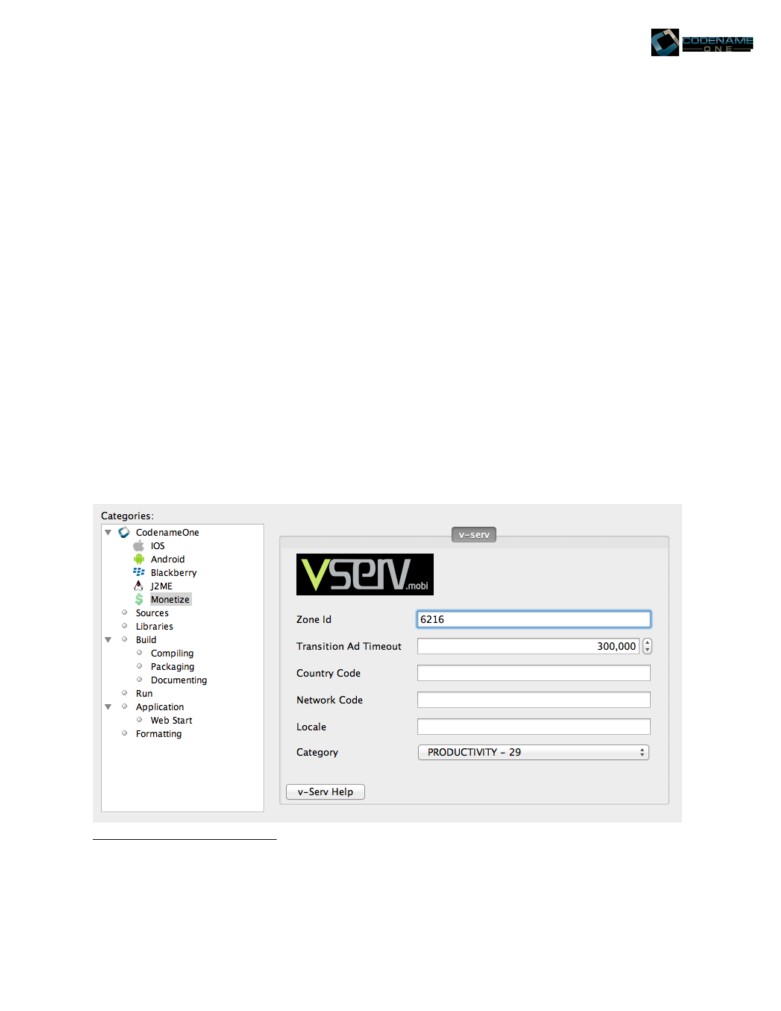 CODENAME
ONE
Categories:
CodenameOne
IOS
Android
Blackberry
J2ME
Monetize
Sources
Libraries
Build
Compiling
Packaging
Documenting
Run
Application
Web Start
Formatting
v-serv
vserv.mobi
Zone Id 6216
Transition Ad Timeout 300,000
Country Code
Network Code
Locale
Category PRODUCTIVITY - 29
v-Serv Help